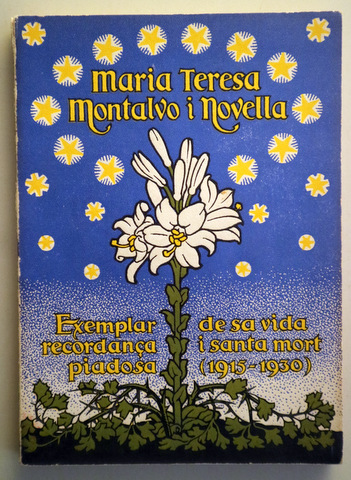 Maria Teresa
Montalvo i Novella
Exemplar
recordança
piadosa
de sa vida
i santa mort
(1915-1930)